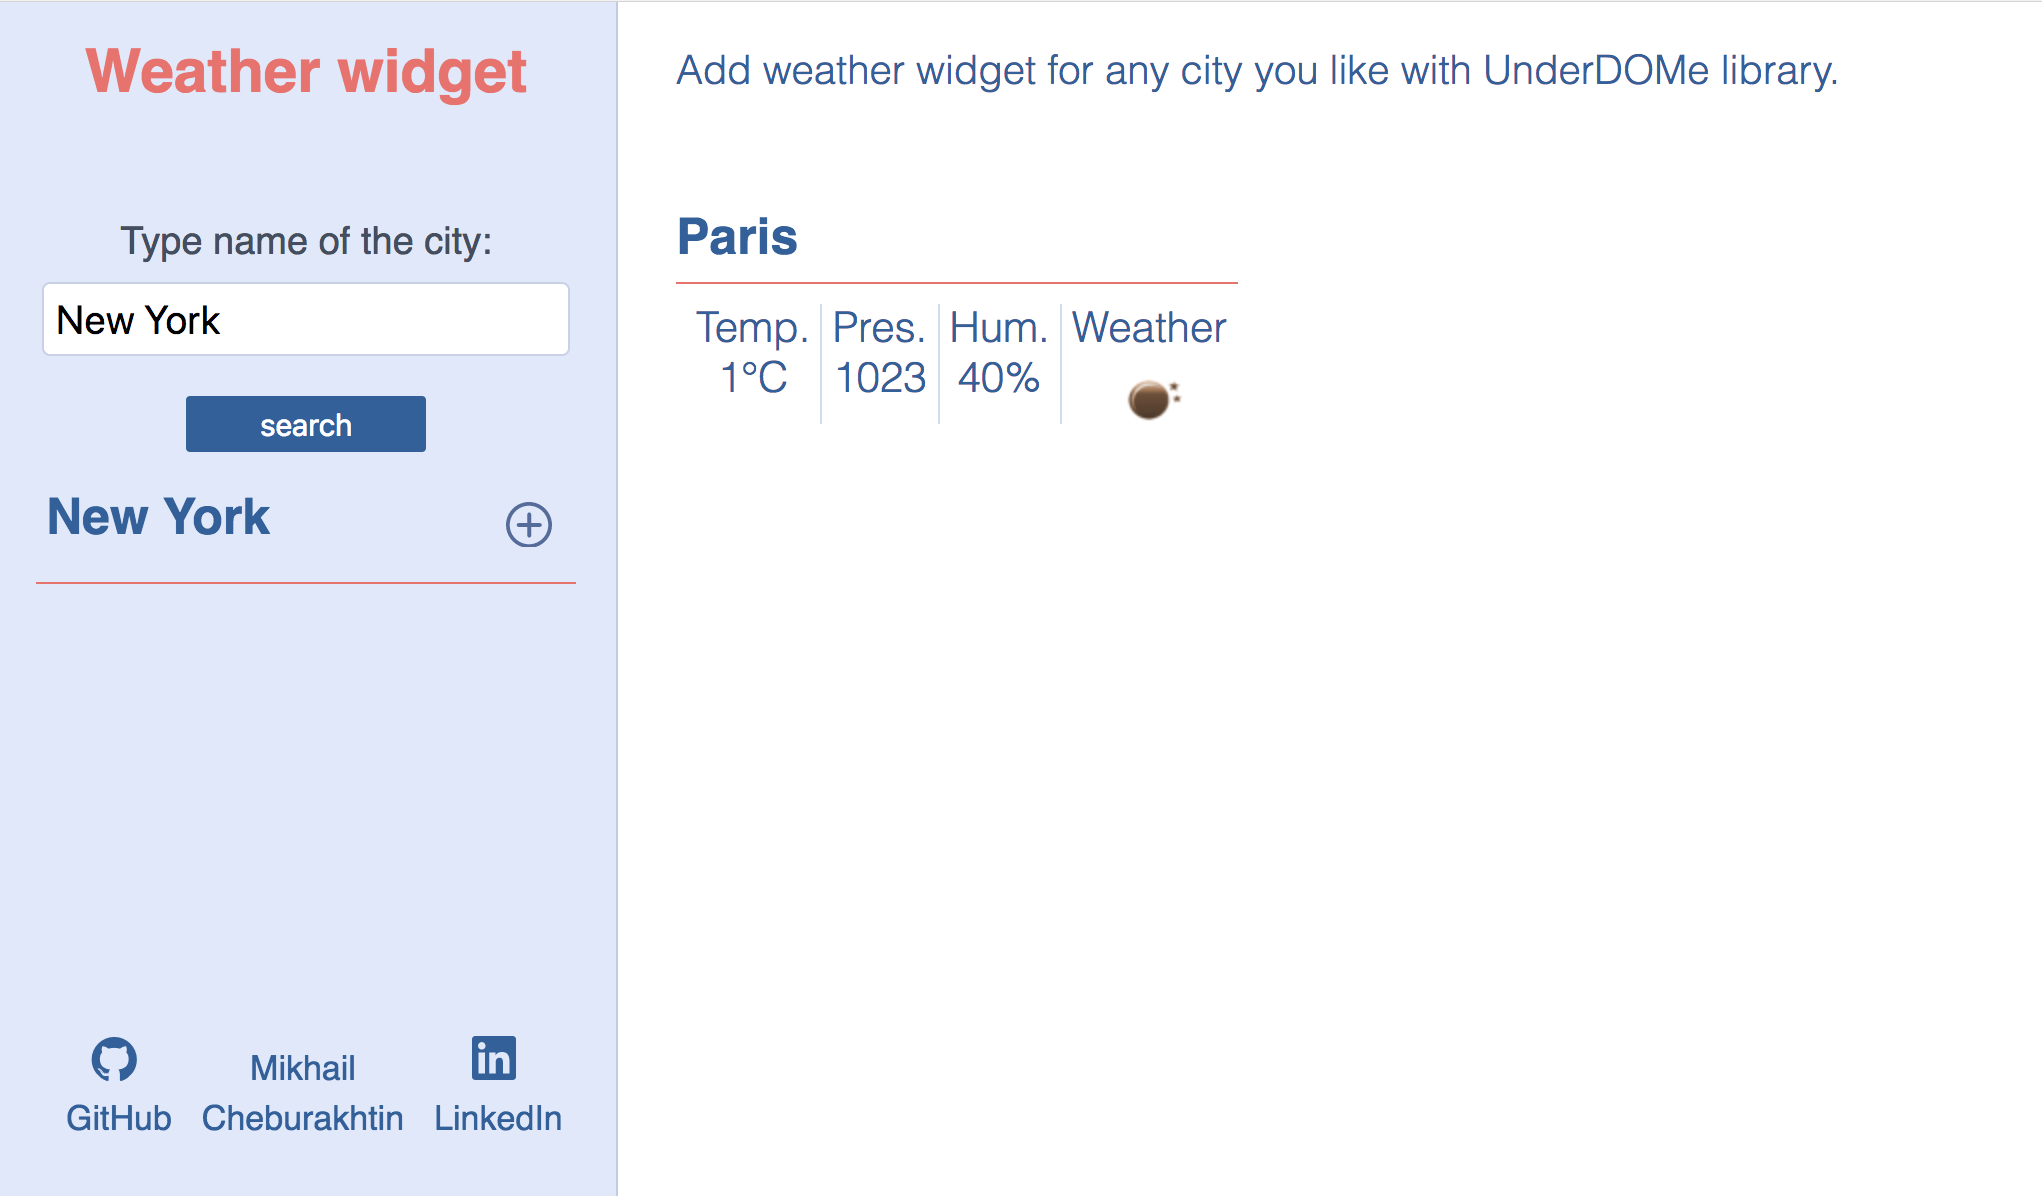 Weather widget
Type name of the city:
New York
search
New York
GitHub
Mikhail
Cheburakhtin
in
LinkedIn
Add weather widget for any city you like with UnderDOMe library.
Paris
Temp. Pres. Hum. Weather
1°C 1023 40%